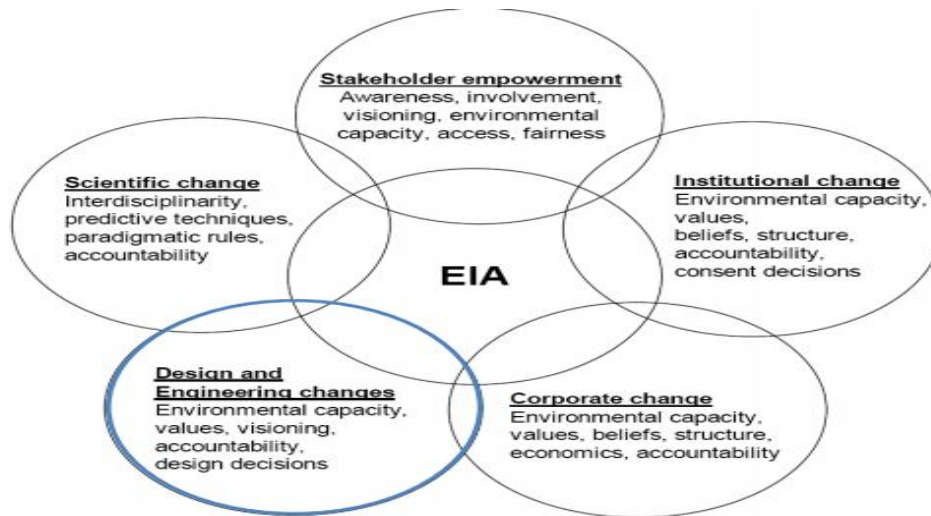 Stakeholder empowerment
Awareness, involvement,
visioning, environmental
capacity, access, fairness
Scientific change
Interdisciplinarity,
predictive techniques,
paradigmatic rules,
accountability
Institutional change
Environmental capacity,
values,
beliefs, structure,
accountability,
consent decisions
EIA
Design and
Engineering changes
Environmental capacity,
values, visioning,
accountability,
design decisions
Corporate change
Environmental capacity,
values, beliefs, structure,
economics, accountability